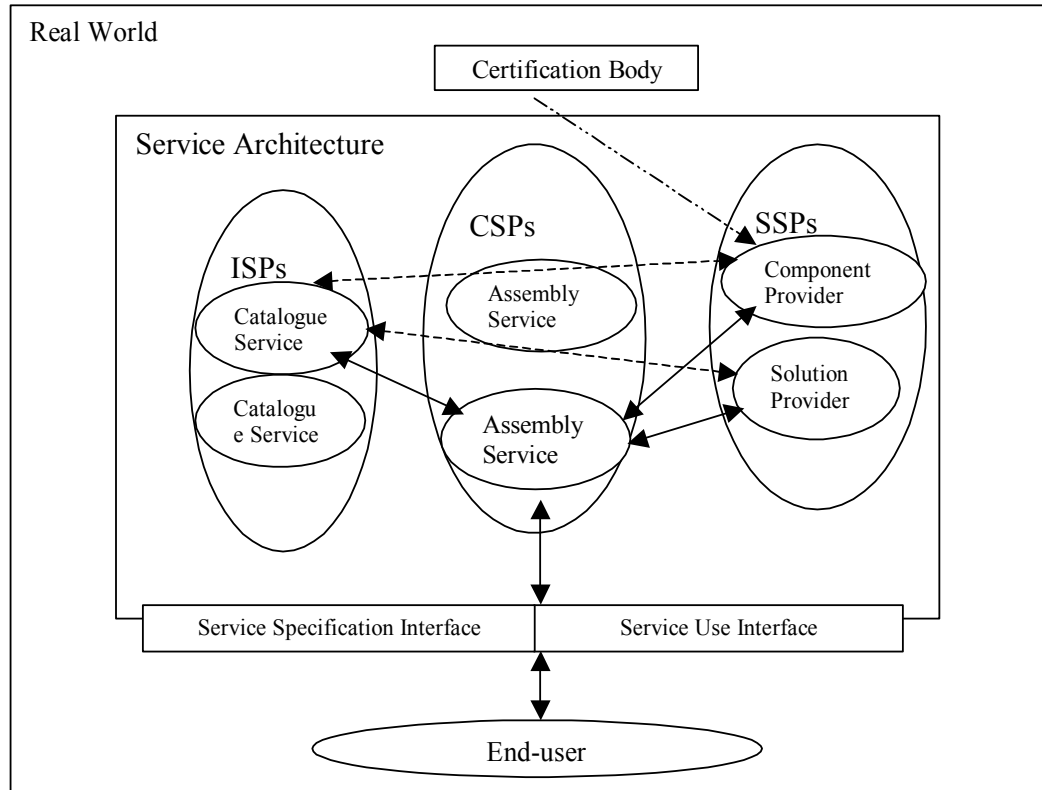 Real World
Certification Body
Service Architecture
CSPs
SSPs
ISPs
Component
Provider
Assembly
Service
Catalogue
Service
Solution
Provider
Catalogu
e Service
Assembly
Service
Service Specification Interface
Service Use Interface
End-user